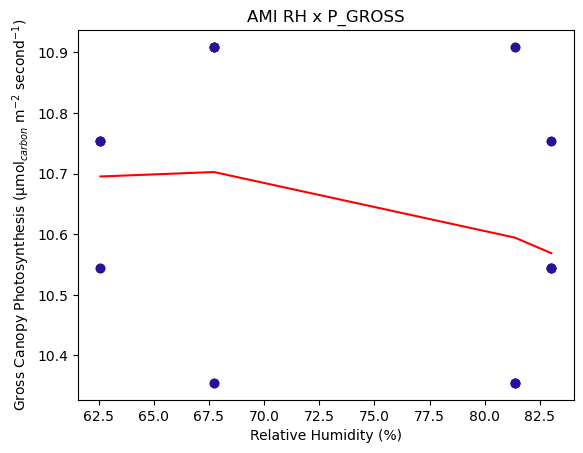 AMI RH x P_GROSS
Gross Canopy Photosynthesis (μmol_carbon m⁻² second⁻¹)
10.9
10.8
10.7
10.6
10.5
10.4
62.5 65.0 67.5 70.0 72.5 75.0 77.5 80.0 82.5
Relative Humidity (%)